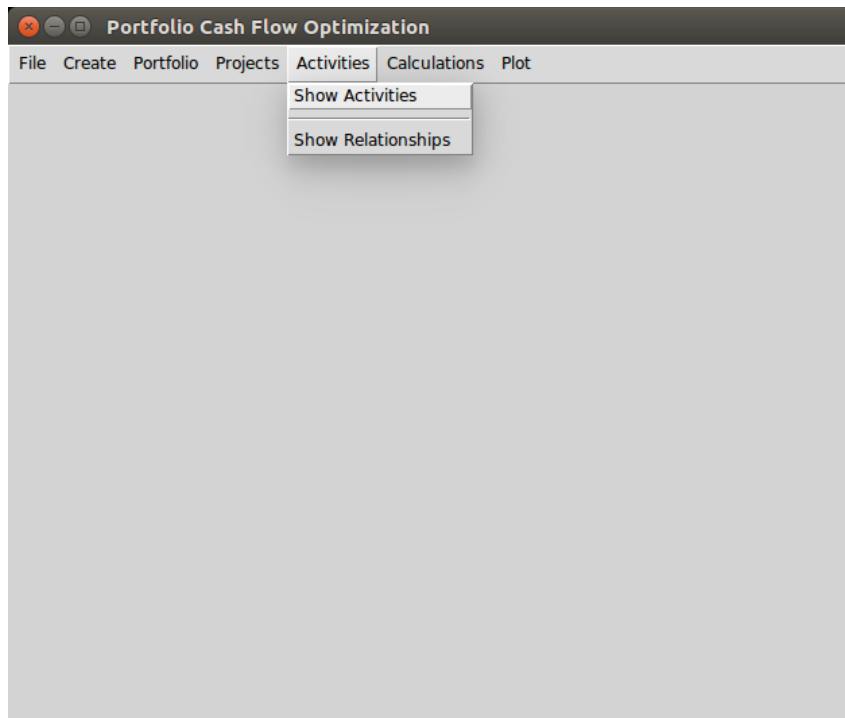 Portfolio Cash Flow Optimization
File Create Portfolio Projects Activities Calculations Plot
Show Activities
Show Relationships